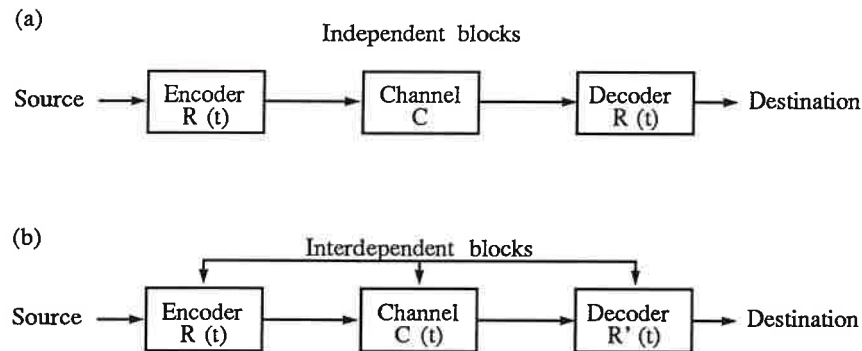 (a)
Independent blocks
Source
Encoder
R (t)
Channel
C
Decoder
R (t)
Destination
(b)
Interdependent blocks
Source
Encoder
R (t)
Channel
C (t)
Decoder
R’ (t)
Destination